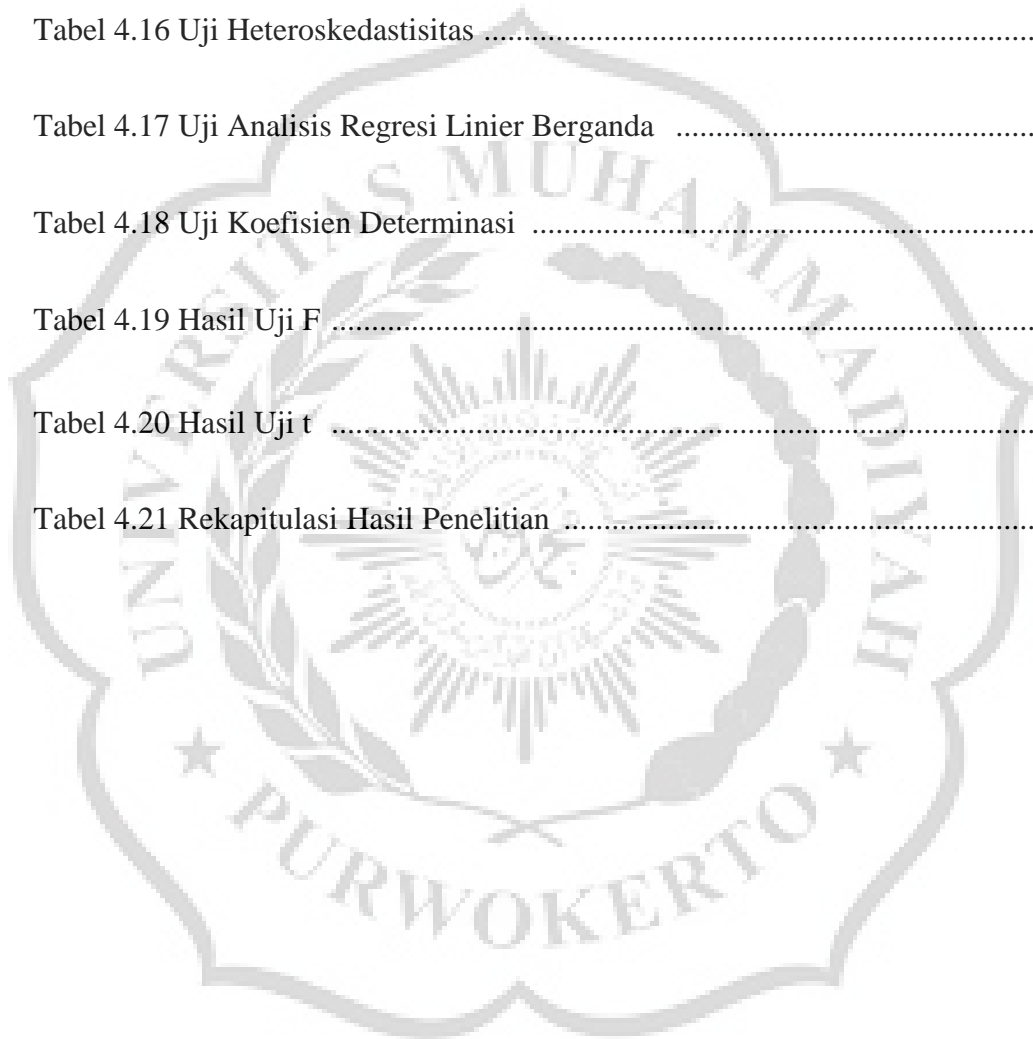 Tabel 4.16 Uji Heteroskedastisitas ........................................................................
Tabel 4.17 Uji Analisis Regresi Linier Berganda ..............................................
Tabel 4.18 Uji Koefisien Determinasi ................................................................
Tabel 4.19 Hasil Uji F .........................................................................................
Tabel 4.20 Hasil Uji t .........................................................................................
Tabel 4.21 Rekapitulasi Hasil Penelitian ............................................................
UNIVERSITAS MUHAMMADIYAH
★ PURWOKERTO ★